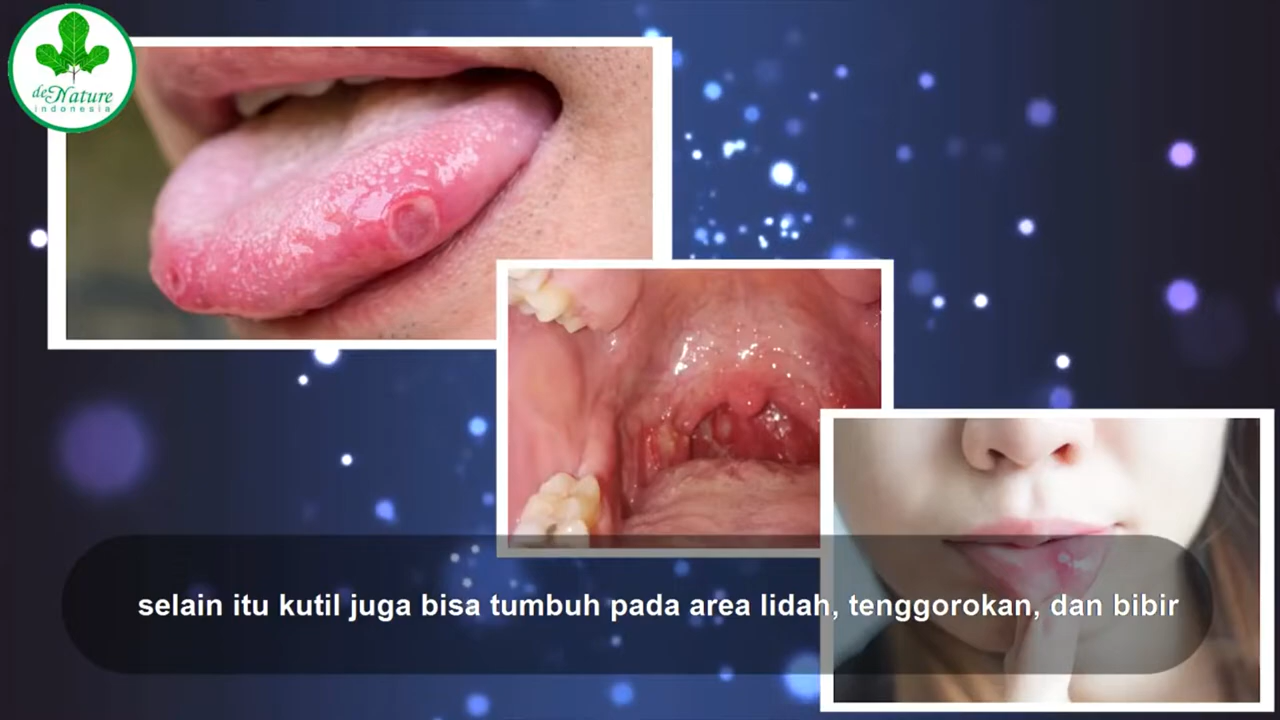 deNature
indonesia
selain itu kutil juga bisa tumbuh pada area lidah, tenggorokan, dan bibir